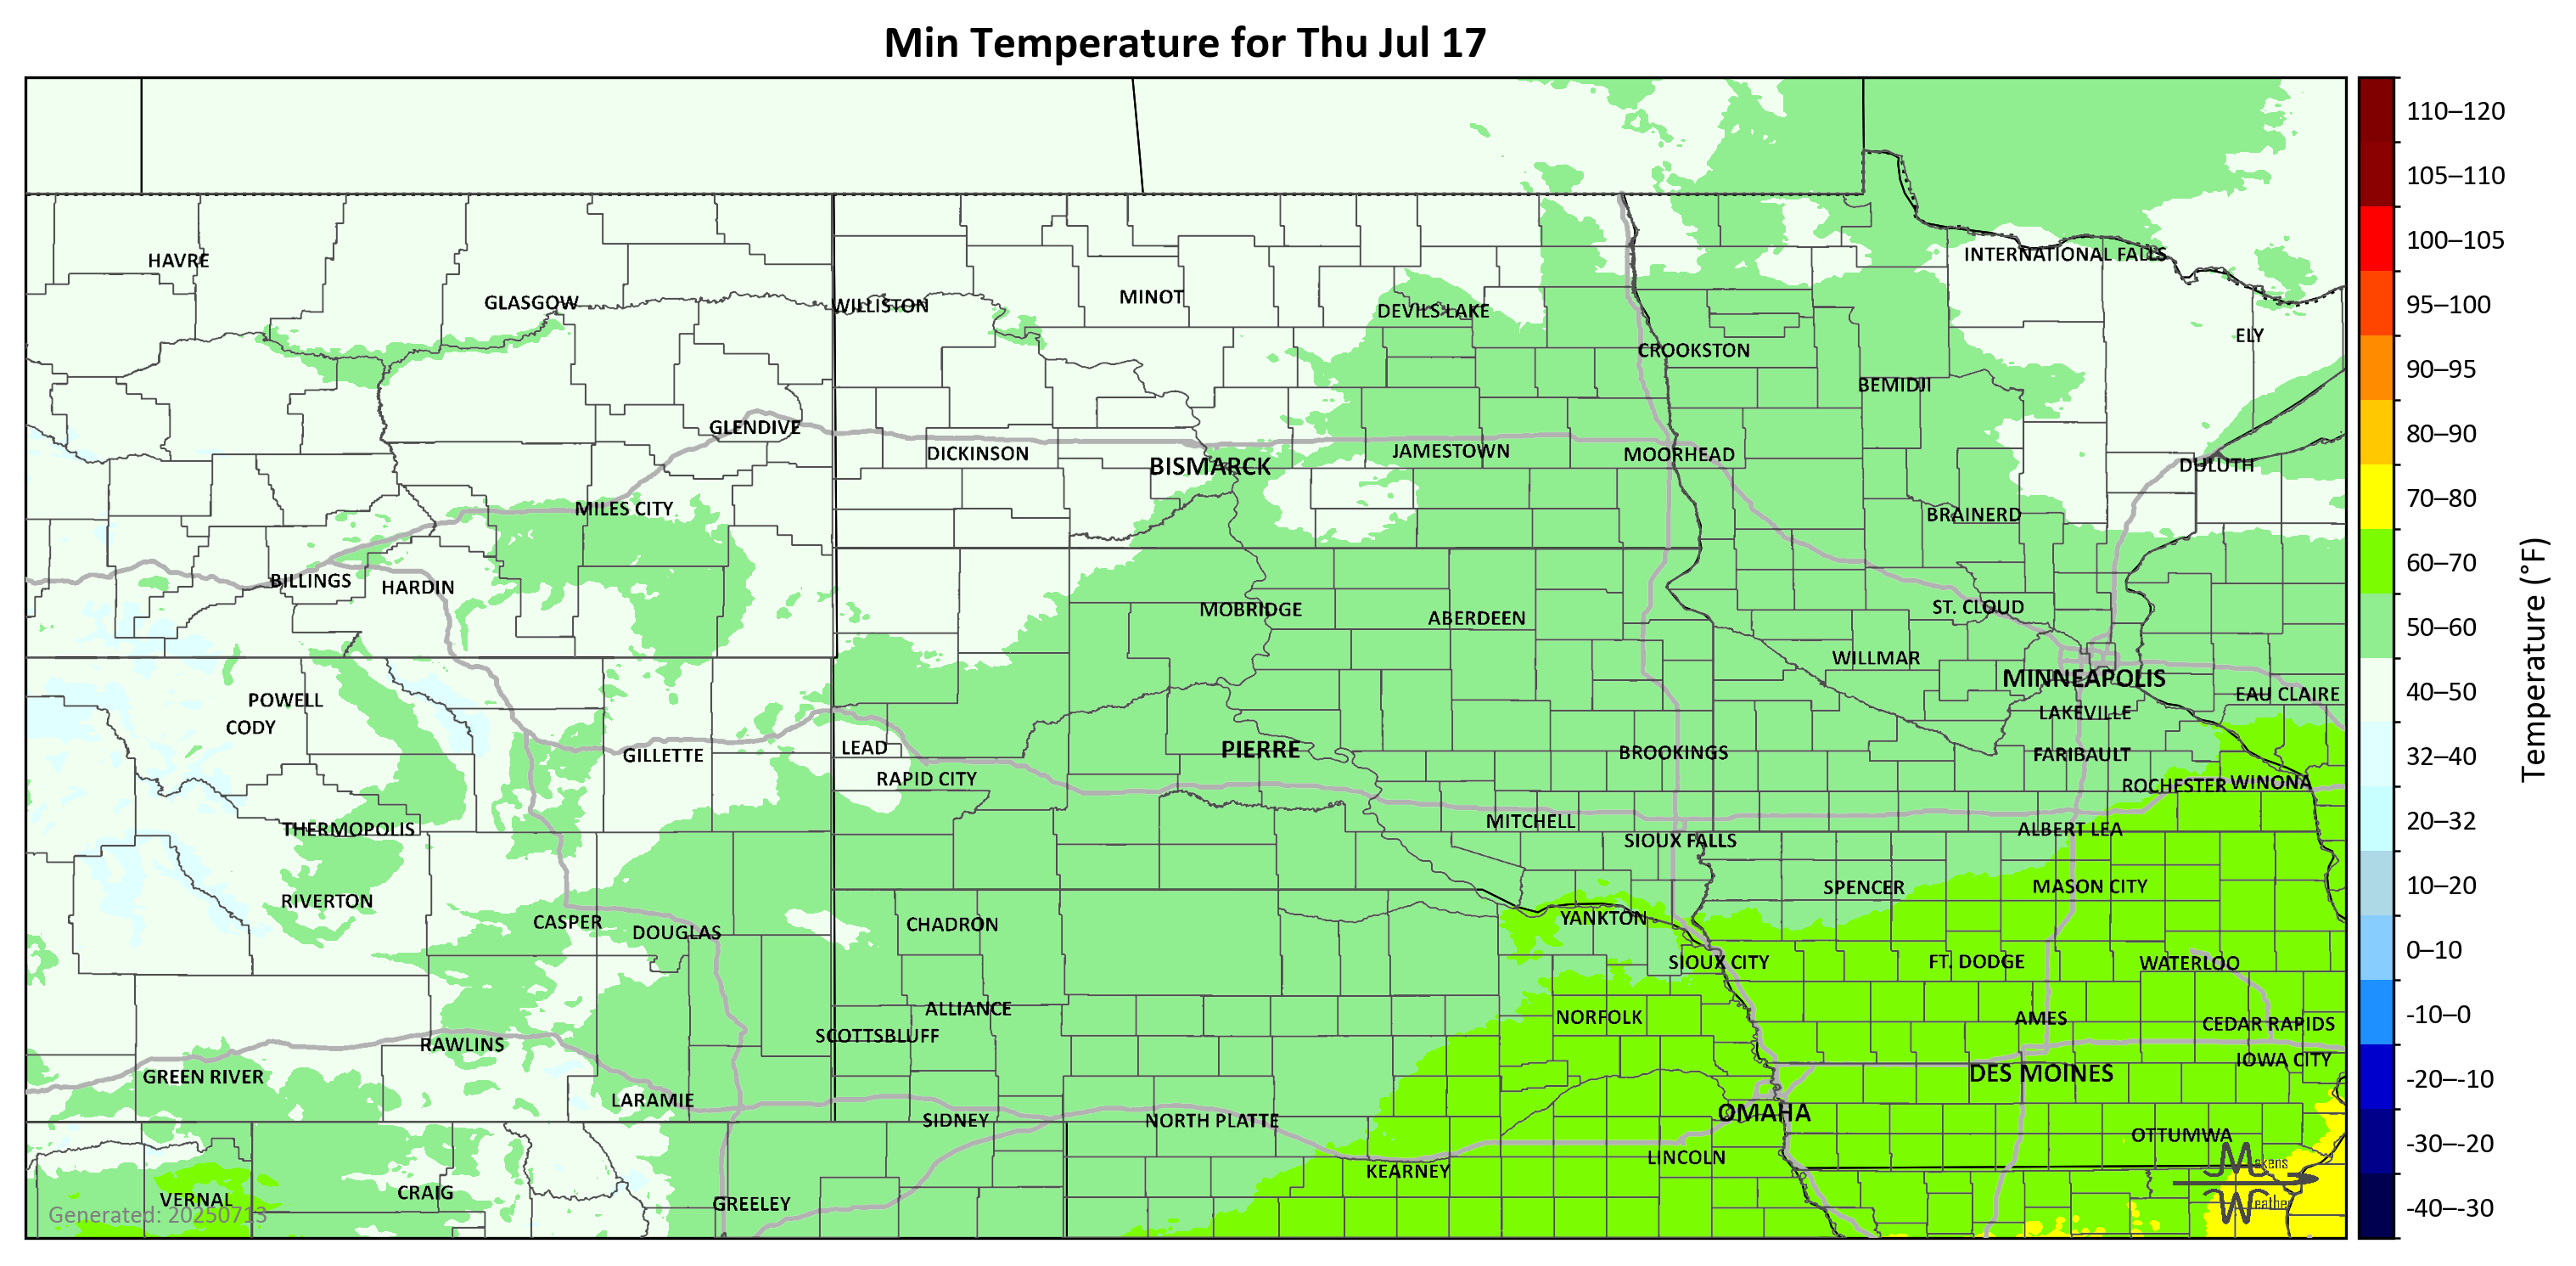 Min Temperature for Thu Jul 17
110–120
105–110
100–105
95–100
90–95
80–90
70–80
60–70
50–60
40–50
32–40
20–32
10–20
0–10
-10–0
-20–-10
-30–-20
-40–-30
Temperature (°F)
HAVRE
GLASGOW
WILLISTON
MINOT
DEVILS LAKE
INTERNATIONAL FALLS
ELY
CROOKSTON
BEMIDJI
GLENDIVE
DICKINSON
BISMARCK
JAMESTOWN
MOORHEAD
DULUTH
MILES CITY
BRAINERD
BILLINGS
HARDIN
MOBRIDGE
ABERDEEN
ST. CLOUD
WILLMAR
MINNEAPOLIS
EAU CLAIRE
POWELL
CODY
LAKEVILLE
GILLETTE
LEAD
PIERRE
BROOKINGS
FARIBAULT
RAPID CITY
ROCHESTER
WINONA
THERMOPOLIS
MITCHELL
SIOUX FALLS
ALBERT LEA
RIVERTON
SPENCER
MASON CITY
CASPER
DOUGLAS
CHADRON
YANKTON
SIOUX CITY
FT. DODGE
WATERLOO
ALLIANCE
NORFOLK
AMES
CEDAR RAPIDS
SCOTTSBLUFF
RAWLINS
IOWA CITY
GREEN RIVER
DES MOINES
LARAMIE
SIDNEY
NORTH PLATTE
OMAHA
OTTUMWA
KEARNEY
LINCOLN
VERNAL
CRAIG
GREELEY
Makens
Weather
Generated: 20250713